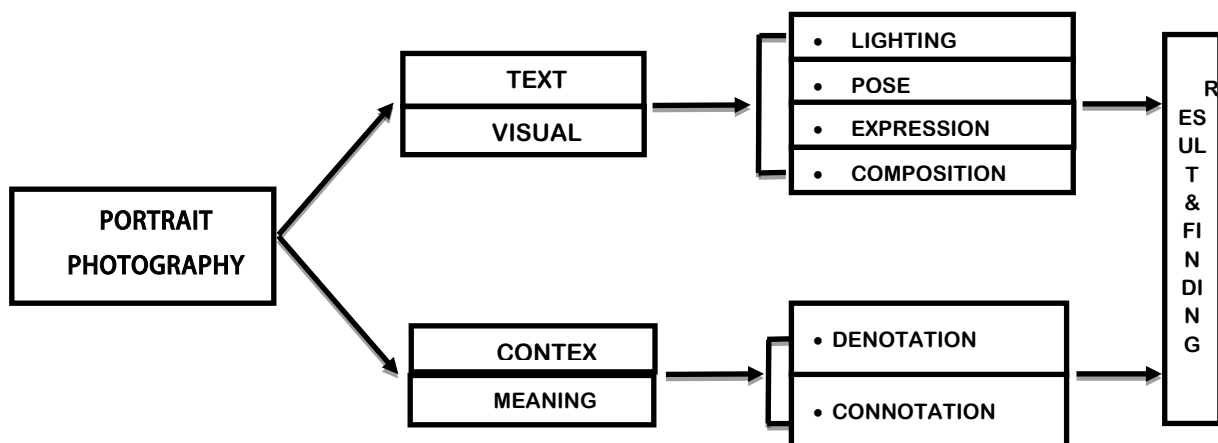 PORTRAIT
PHOTOGRAPHY
TEXT
VISUAL
• LIGHTING
• POSE
• EXPRESSION
• COMPOSITION
CONTEX
MEANING
• DENOTATION
• CONNOTATION
R
ES
UL
T
&
FI
N
DI
N
G